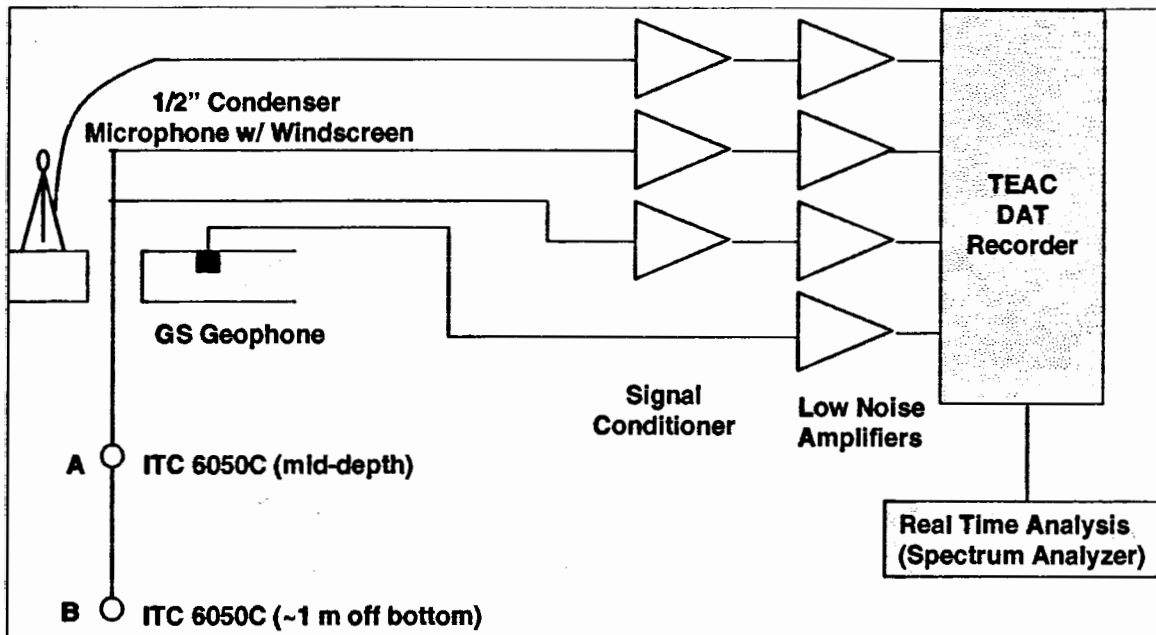 1/2" Condenser
Microphone w/ Windscreen
TEAC
DAT
Recorder
GS Geophone
Signal
Conditioner
Low Noise
Amplifiers
A ITC 6050C (mid-depth)
Real Time Analysis
(Spectrum Analyzer)
B ITC 6050C (~1 m off bottom)